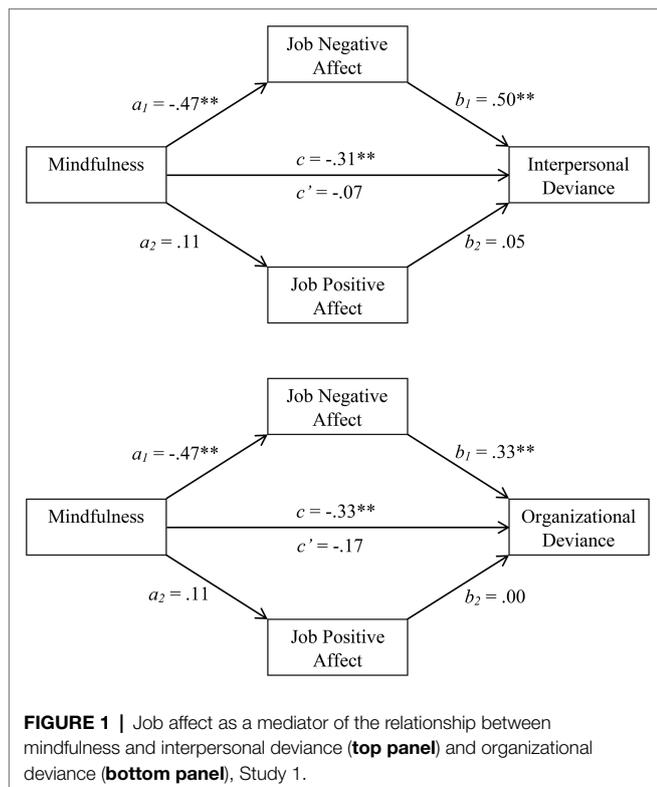 Job Negative
Affect
a1 = -.47**
b1 = .50**
Mindfulness
c = -.31**
c' = -.07
Interpersonal
Deviance
a2 = .11
b2 = .05
Job Positive
Affect
Job Negative
Affect
a1 = -.47**
b1 = .33**
Mindfulness
c = -.33**
c' = -.17
Organizational
Deviance
a2 = .11
b2 = .00
Job Positive
Affect
FIGURE 1 | Job affect as a mediator of the relationship between
mindfulness and interpersonal deviance (top panel) and organizational
deviance (bottom panel), Study 1.